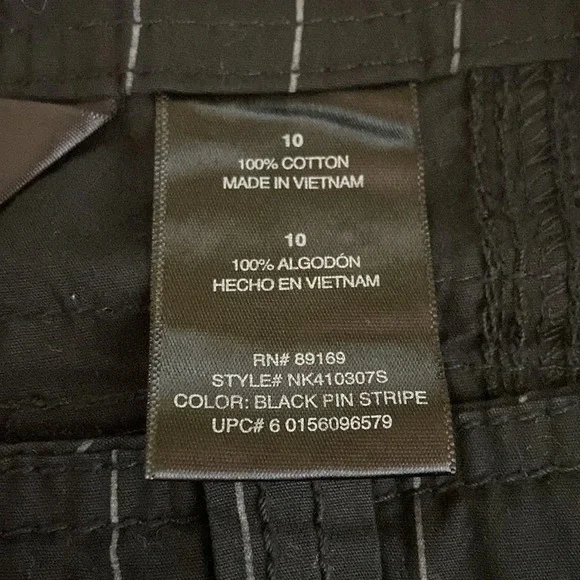 10
100% COTTON
MADE IN VIETNAM
10
100% ALGODÓN
HECHO EN VIETNAM
RN# 89169
STYLE# NK410307S
COLOR: BLACK PIN STRIPE
UPC# 6 0156096579